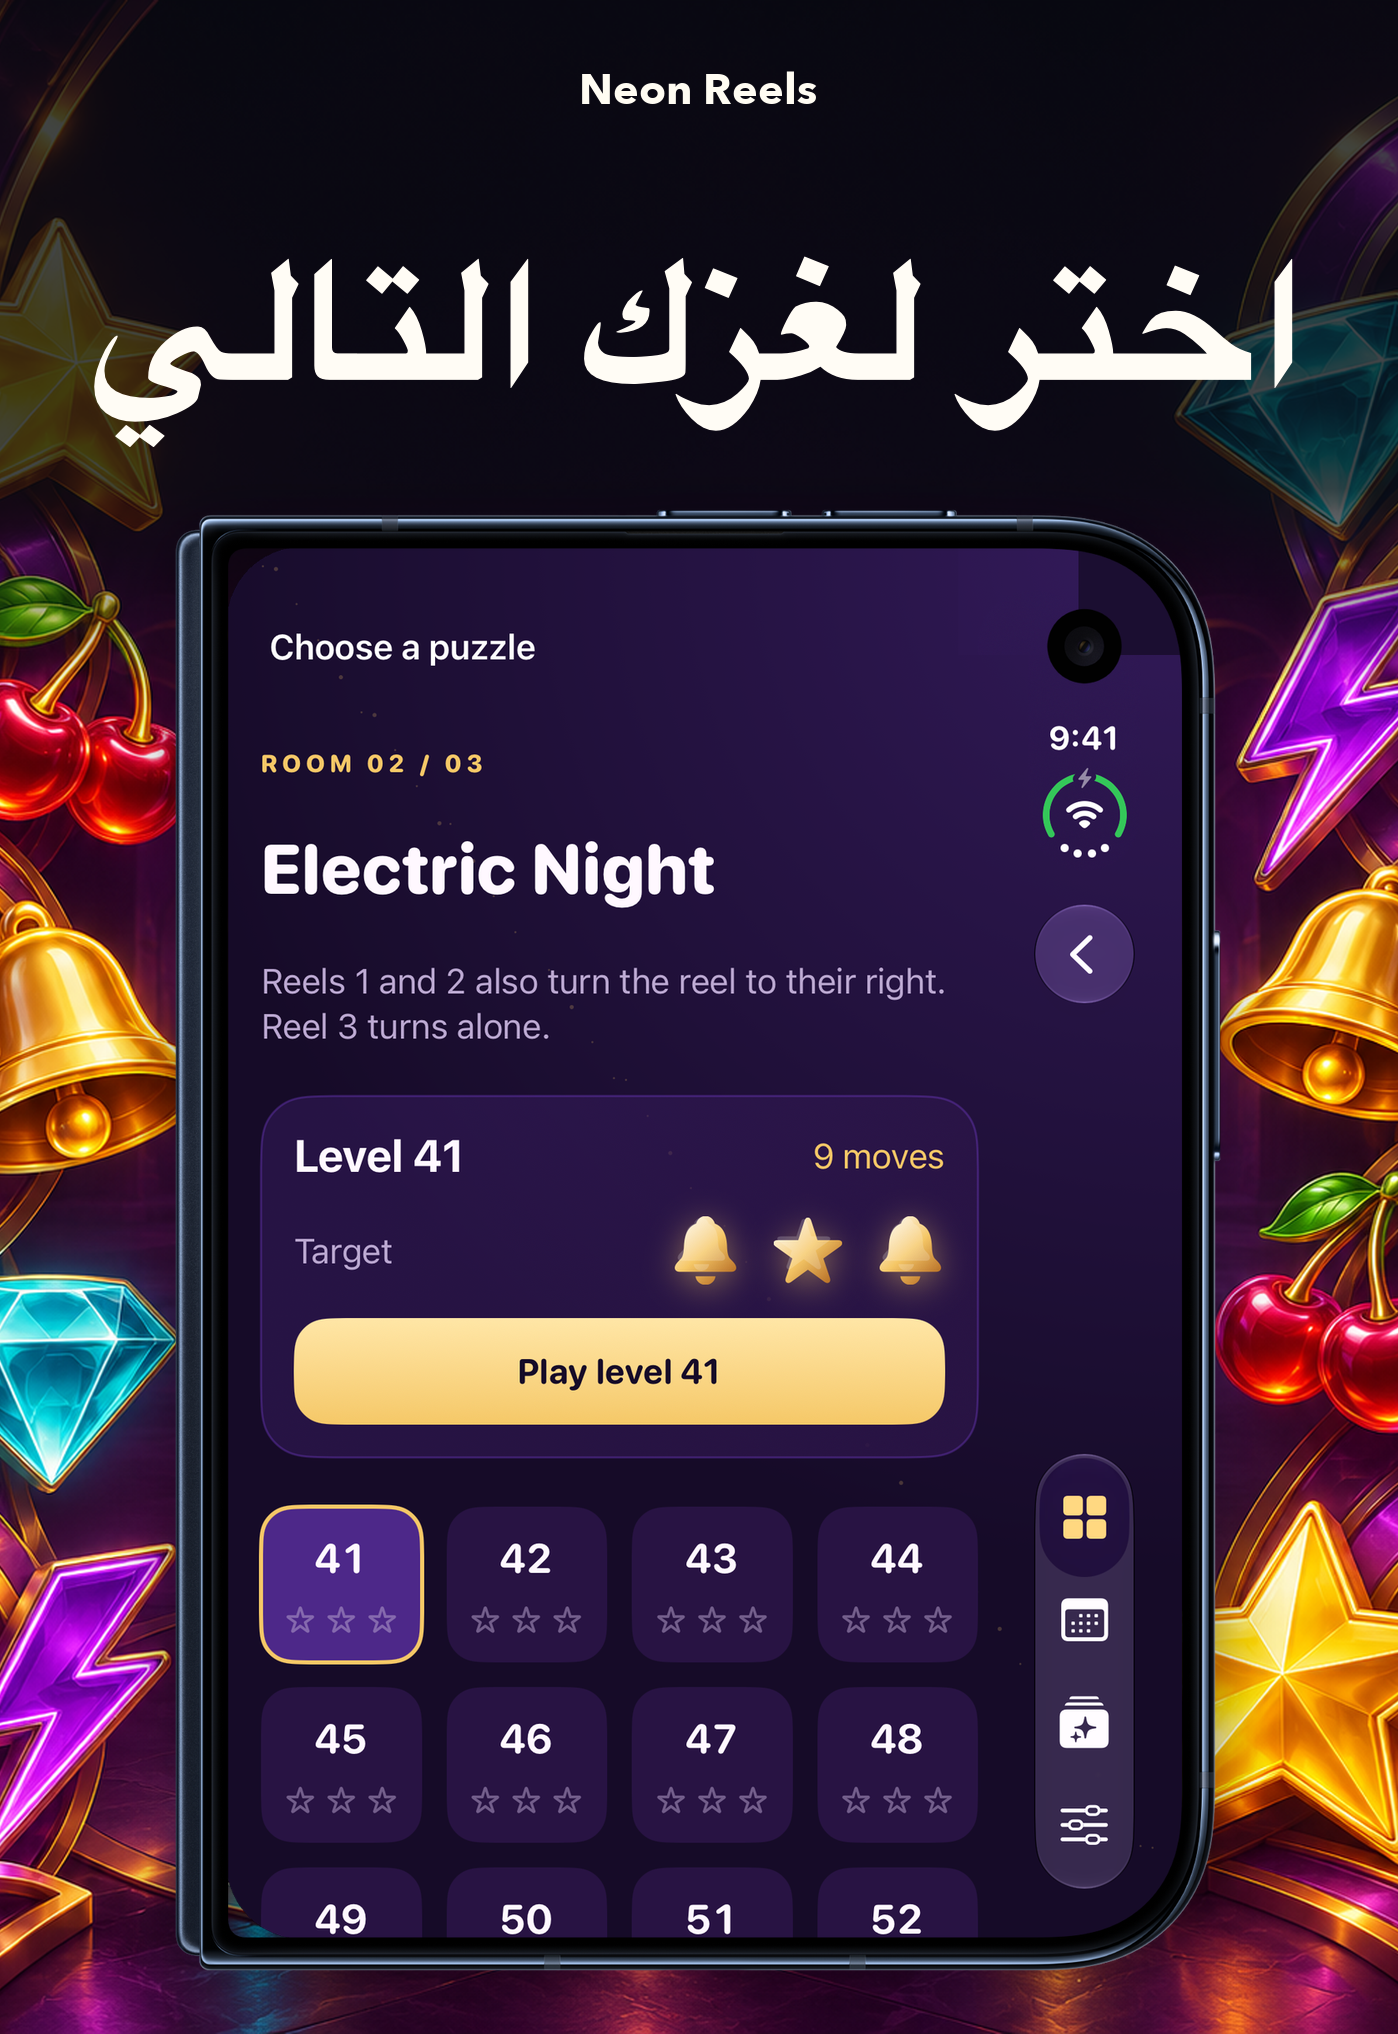 Neon Reels
اختر لغزك التالي
Choose a puzzle
9:41
ROOM 02 / 03
Electric Night
Reels 1 and 2 also turn the reel to their right.
Reel 3 turns alone.
Level 41
9 moves
Target
Play level 41
41 42 43 44
45 46 47 48
49 50 51 52